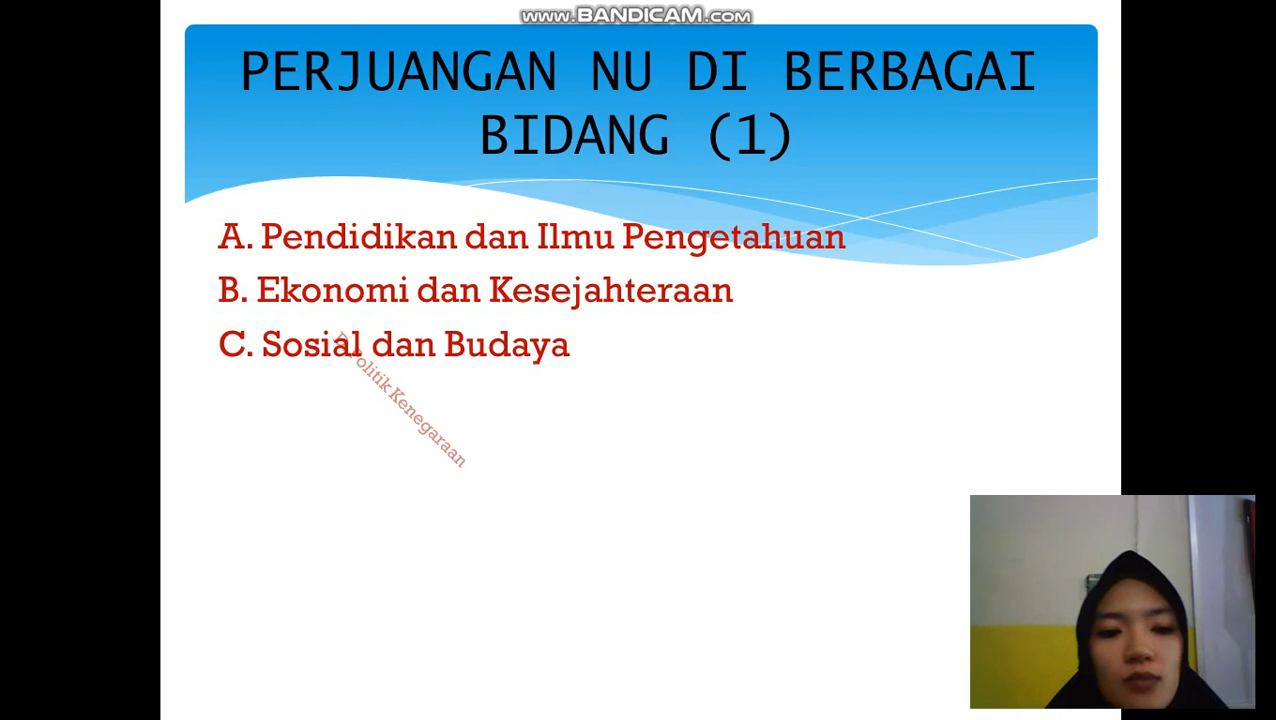 www.BANDICAM.com
PERJUANGAN NU DI BERBAGAI
BIDANG (1)
A. Pendidikan dan Ilmu Pengetahuan
B. Ekonomi dan Kesejahteraan
C. Sosial dan Budaya
Politik Kenegaraan